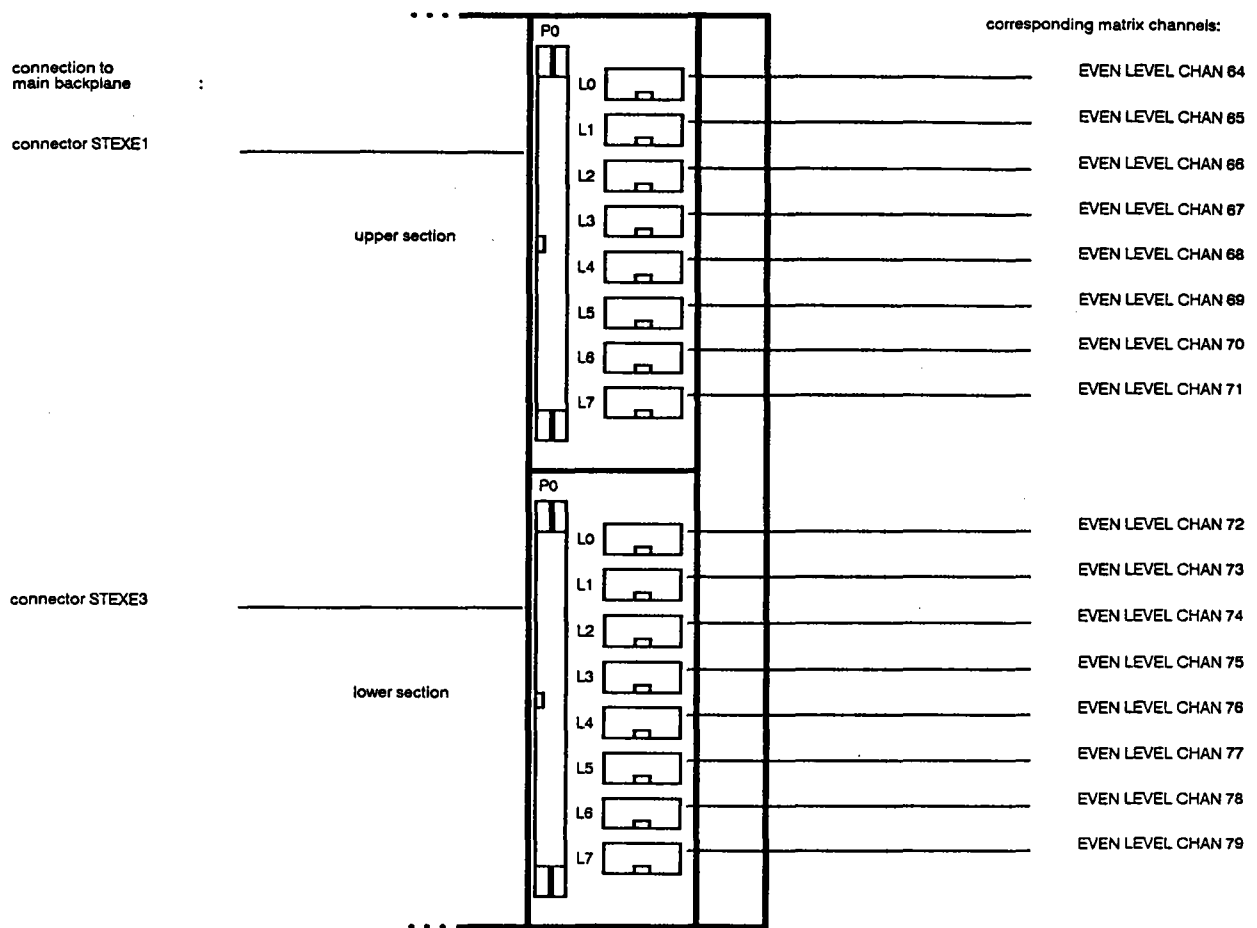 corresponding matrix channels:
P0
connection to
main backplane :
L0 EVEN LEVEL CHAN 64
L1 EVEN LEVEL CHAN 65
connector STEXE1
L2 EVEN LEVEL CHAN 66
L3 EVEN LEVEL CHAN 67
upper section
L4 EVEN LEVEL CHAN 68
L5 EVEN LEVEL CHAN 69
L6 EVEN LEVEL CHAN 70
L7 EVEN LEVEL CHAN 71
P0
L0 EVEN LEVEL CHAN 72
L1 EVEN LEVEL CHAN 73
connector STEXE3
L2 EVEN LEVEL CHAN 74
L3 EVEN LEVEL CHAN 75
lower section
L4 EVEN LEVEL CHAN 76
L5 EVEN LEVEL CHAN 77
L6 EVEN LEVEL CHAN 78
L7 EVEN LEVEL CHAN 79